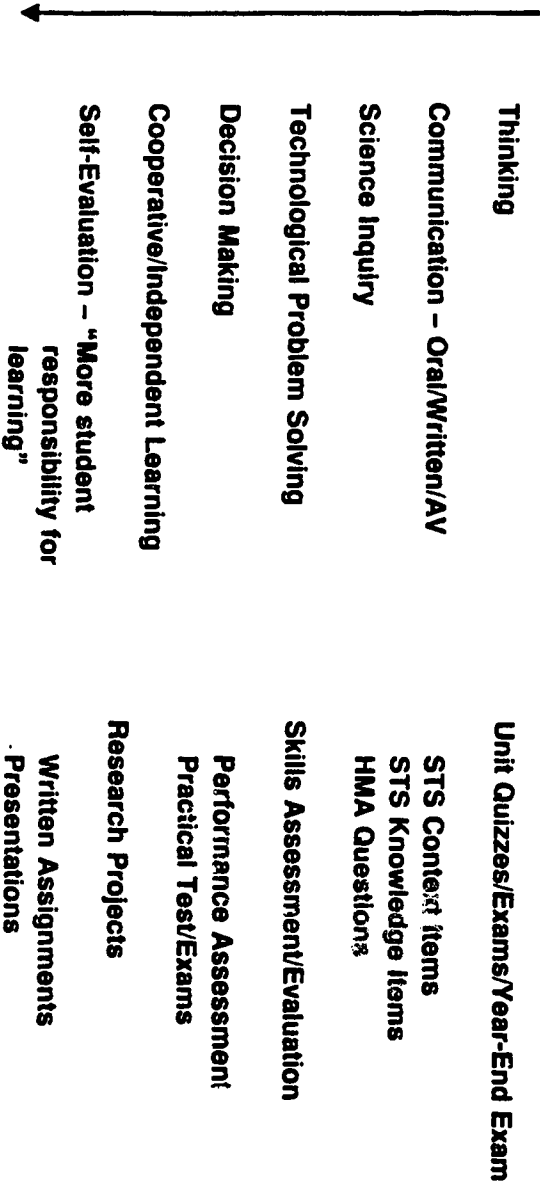 Thinking
Communication – Oral/Written/AV
Science Inquiry
Technological Problem Solving
Decision Making
Cooperative/Independent Learning
Self-Evaluation – “More student
responsibility for
learning”
Unit Quizzes/Exams/Year-End Exam
STS Context Items
STS Knowledge Items
HMA Questions
Skills Assessment/Evaluation
Performance Assessment
Practical Test/Exams
Research Projects
Written Assignments
Presentations